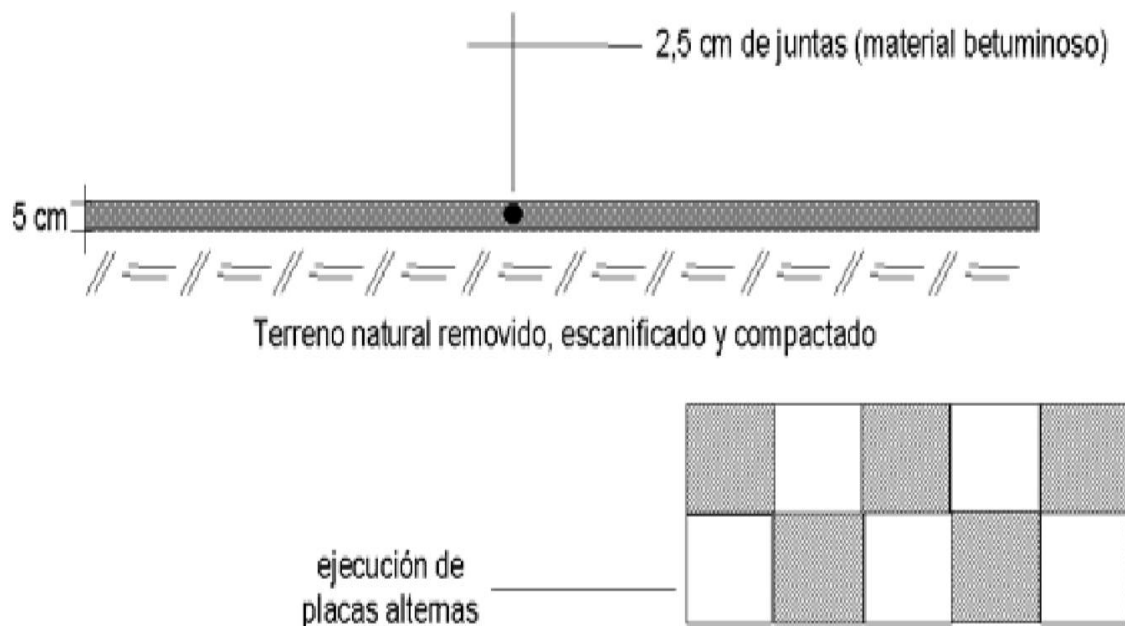 2,5 cm de juntas (material betuminoso)
5 cm
Terreno natural removido, escanificado y compactado
ejecución de
placas alternas